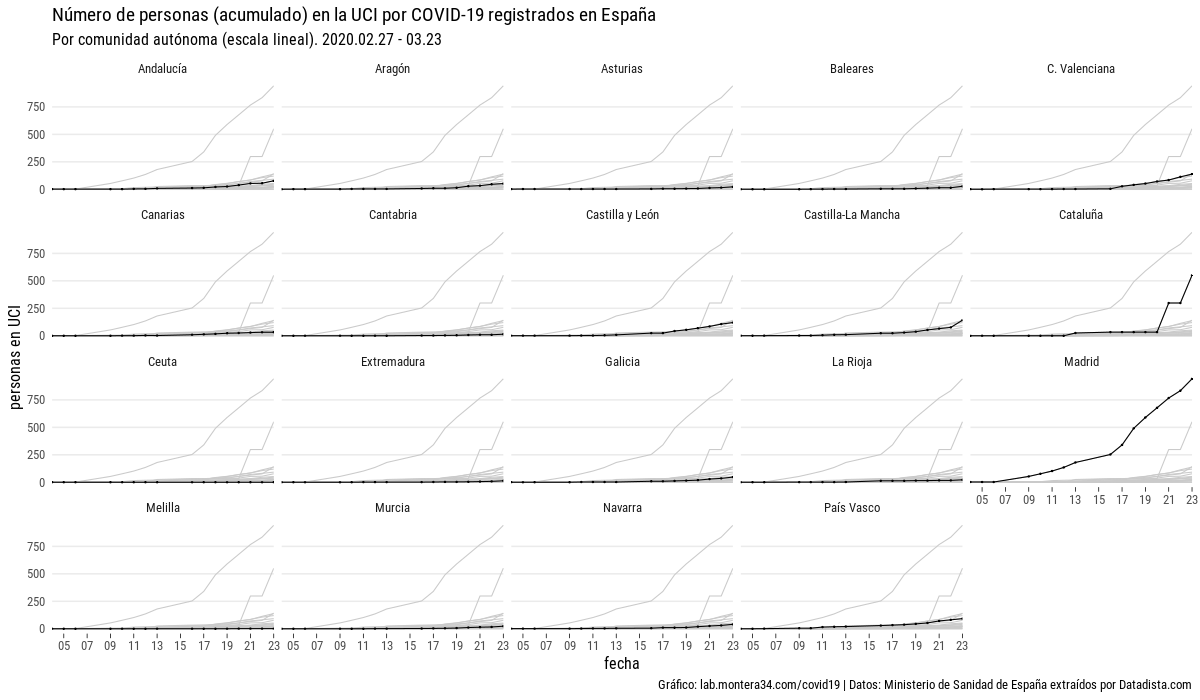 Número de personas (acumulado) en la UCI por COVID-19 registrados en España
Por comunidad autónoma (escala lineal). 2020.02.27 - 03.23
Andalucía Aragón Asturias Baleares C. Valenciana
750
500
250
0
Canarias Cantabria Castilla y León Castilla-La Mancha Cataluña
750
500
250
0
personas en UCI
Ceuta Extremadura Galicia La Rioja Madrid
750
500
250
0
05 07 09 11 13 15 17 19 21 23
Melilla Murcia Navarra País Vasco
750
500
250
0
05 07 09 11 13 15 17 19 21 23 05 07 09 11 13 15 17 19 21 23 05 07 09 11 13 15 17 19 21 23 05 07 09 11 13 15 17 19 21 23
fecha
Gráfico: lab.montera34.com/covid19 | Datos: Ministerio de Sanidad de España extraídos por Datadista.com